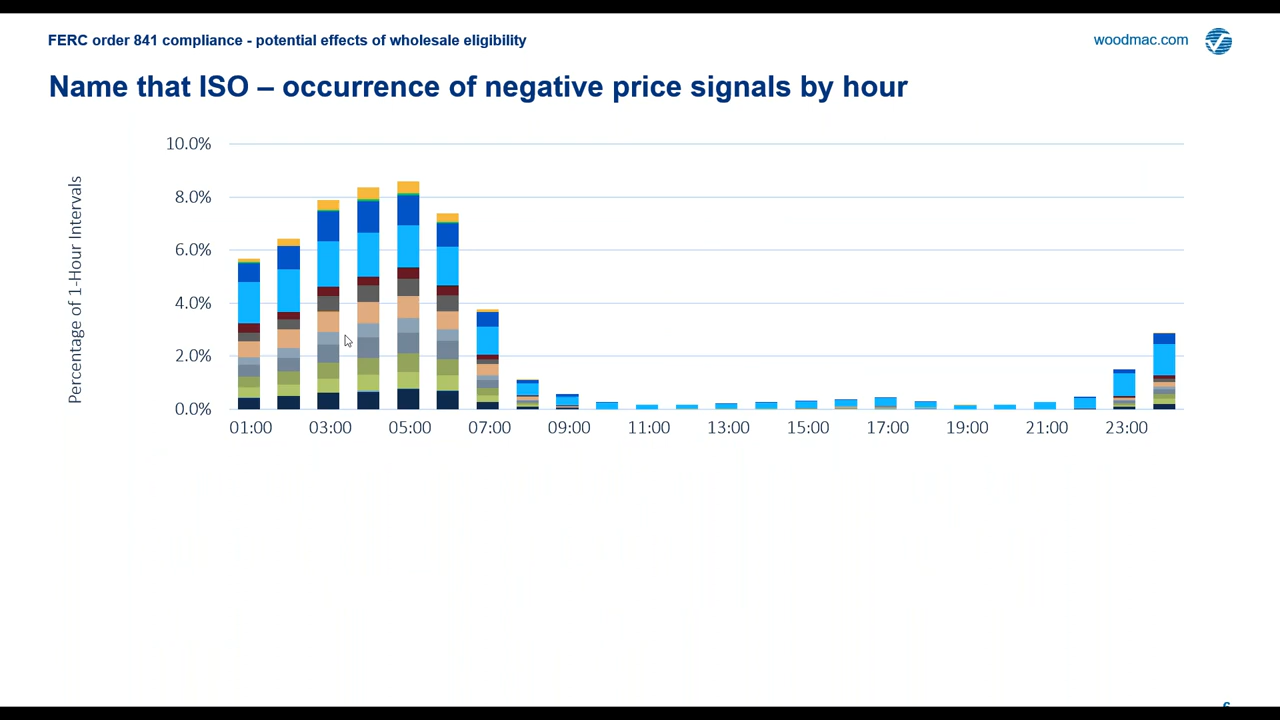 FERC order 841 compliance - potential effects of wholesale eligibility
woodmac.com
Name that ISO – occurrence of negative price signals by hour
Percentage of 1-Hour Intervals
10.0%
8.0%
6.0%
4.0%
2.0%
0.0%
01:00 03:00 05:00 07:00 09:00 11:00 13:00 15:00 17:00 19:00 21:00 23:00